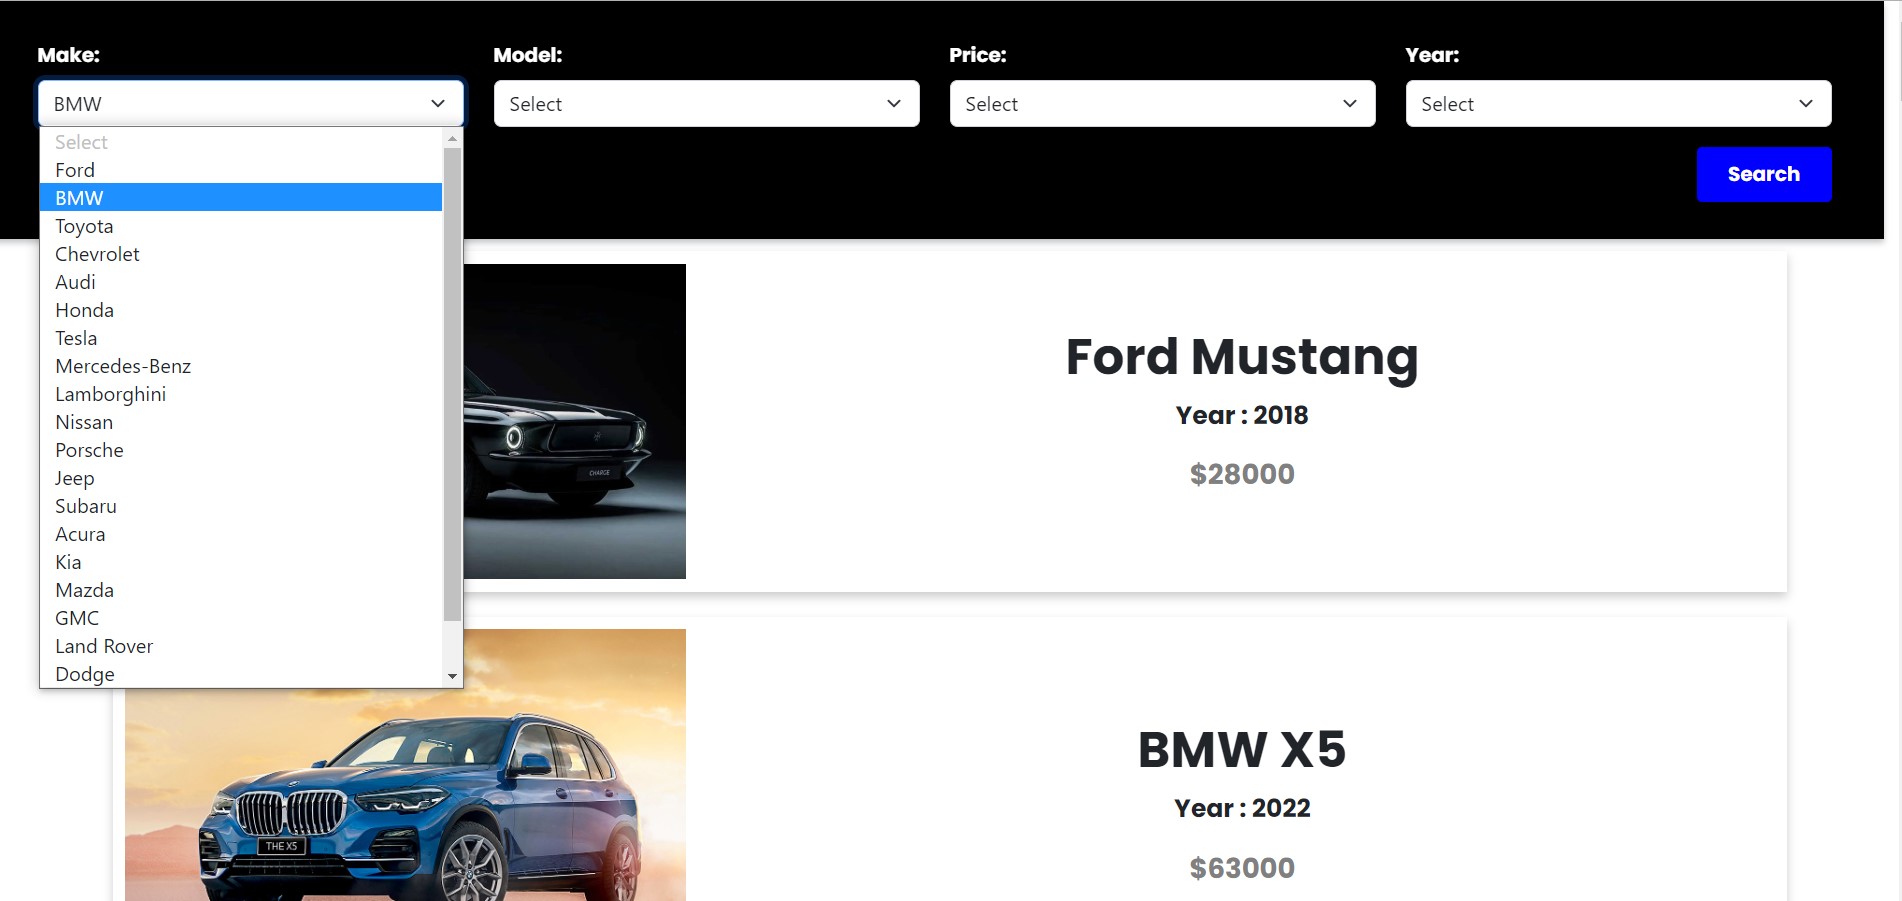 Make:
Model:
Price:
Year:
BMW
Select
Select
Select
Select
Ford
BMW
Toyota
Chevrolet
Audi
Honda
Tesla
Mercedes-Benz
Lamborghini
Nissan
Porsche
Jeep
Subaru
Acura
Kia
Mazda
GMC
Land Rover
Dodge
Search
CHARGE
Ford Mustang
Year : 2018
$28000
THE X5
BMW X5
Year : 2022
$63000